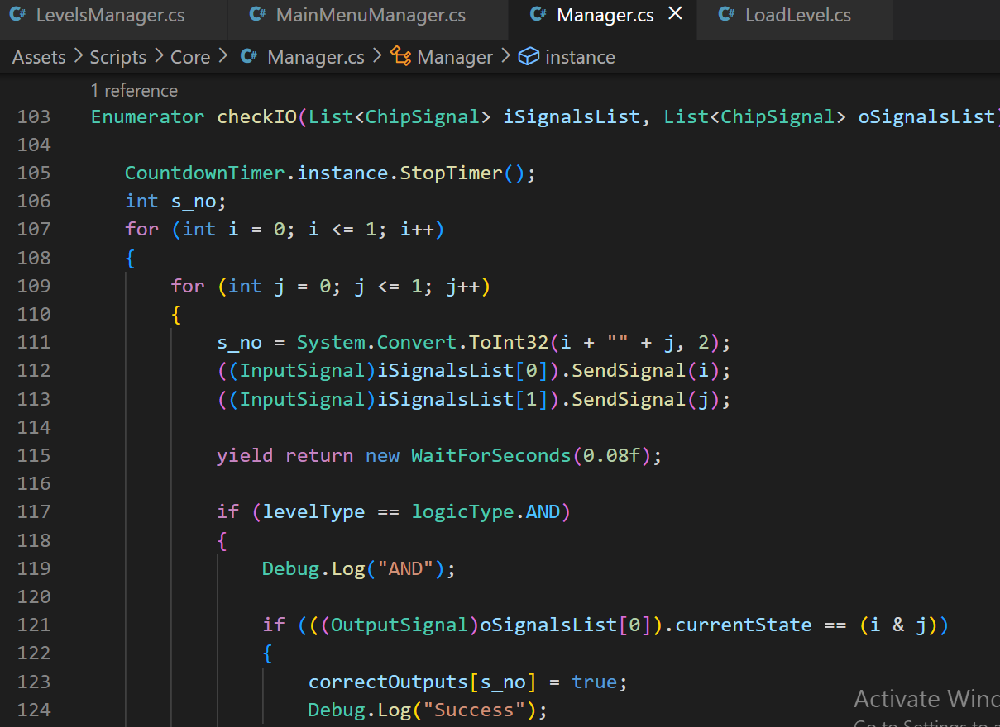 LevelsManager.cs MainMenuManager.cs Manager.cs LoadLevel.cs
Assets > Scripts > Core > Manager.cs > Manager > instance
1 reference
103 Enumerator checkIO(List<ChipSignal> iSignalsList, List<ChipSignal> oSignalsList)
104
105 CountdownTimer.instance.StopTimer();
106 int s_no;
107 for (int i = 0; i <= 1; i++)
108 {
109 for (int j = 0; j <= 1; j++)
110 {
111 s_no = System.Convert.ToInt32(i + "" + j, 2);
112 ((InputSignal)iSignalsList[0]).SendSignal(i);
113 ((InputSignal)iSignalsList[1]).SendSignal(j);
114
115 yield return new WaitForSeconds(0.08f);
116
117 if (levelType == logicType.AND)
118 {
119 Debug.Log("AND");
120
121 if (((OutputSignal)oSignalsList[0]).currentState == (i & j))
122 {
123 correctOutputs[s_no] = true;
124 Debug.Log("Success");
Activate Wind